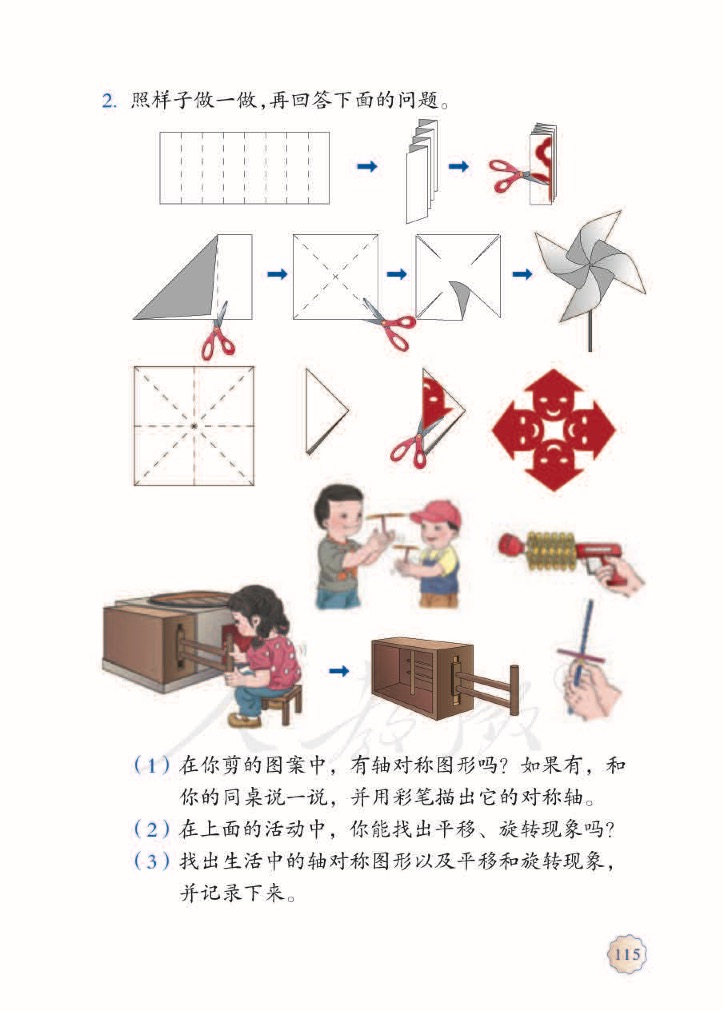 2. 照样子做一做，再回答下面的问题。
（1）在你剪的图案中，有轴对称图形吗？如果有，和
你的同桌说一说，并用彩笔描出它的对称轴。
（2）在上面的活动中，你能找出平移、旋转现象吗？
（3）找出生活中的轴对称图形以及平移和旋转现象，
并记录下来。
115